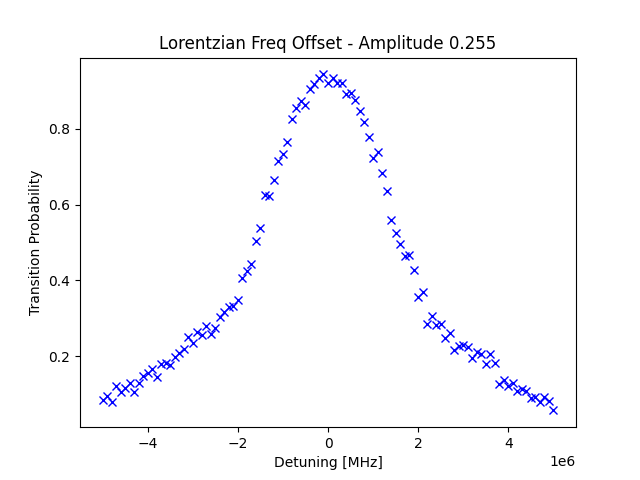 Lorentzian Freq Offset - Amplitude 0.255
Transition Probability
0.8
0.6
0.4
0.2
−4
−2
0
2
4
1e6
Detuning [MHz]